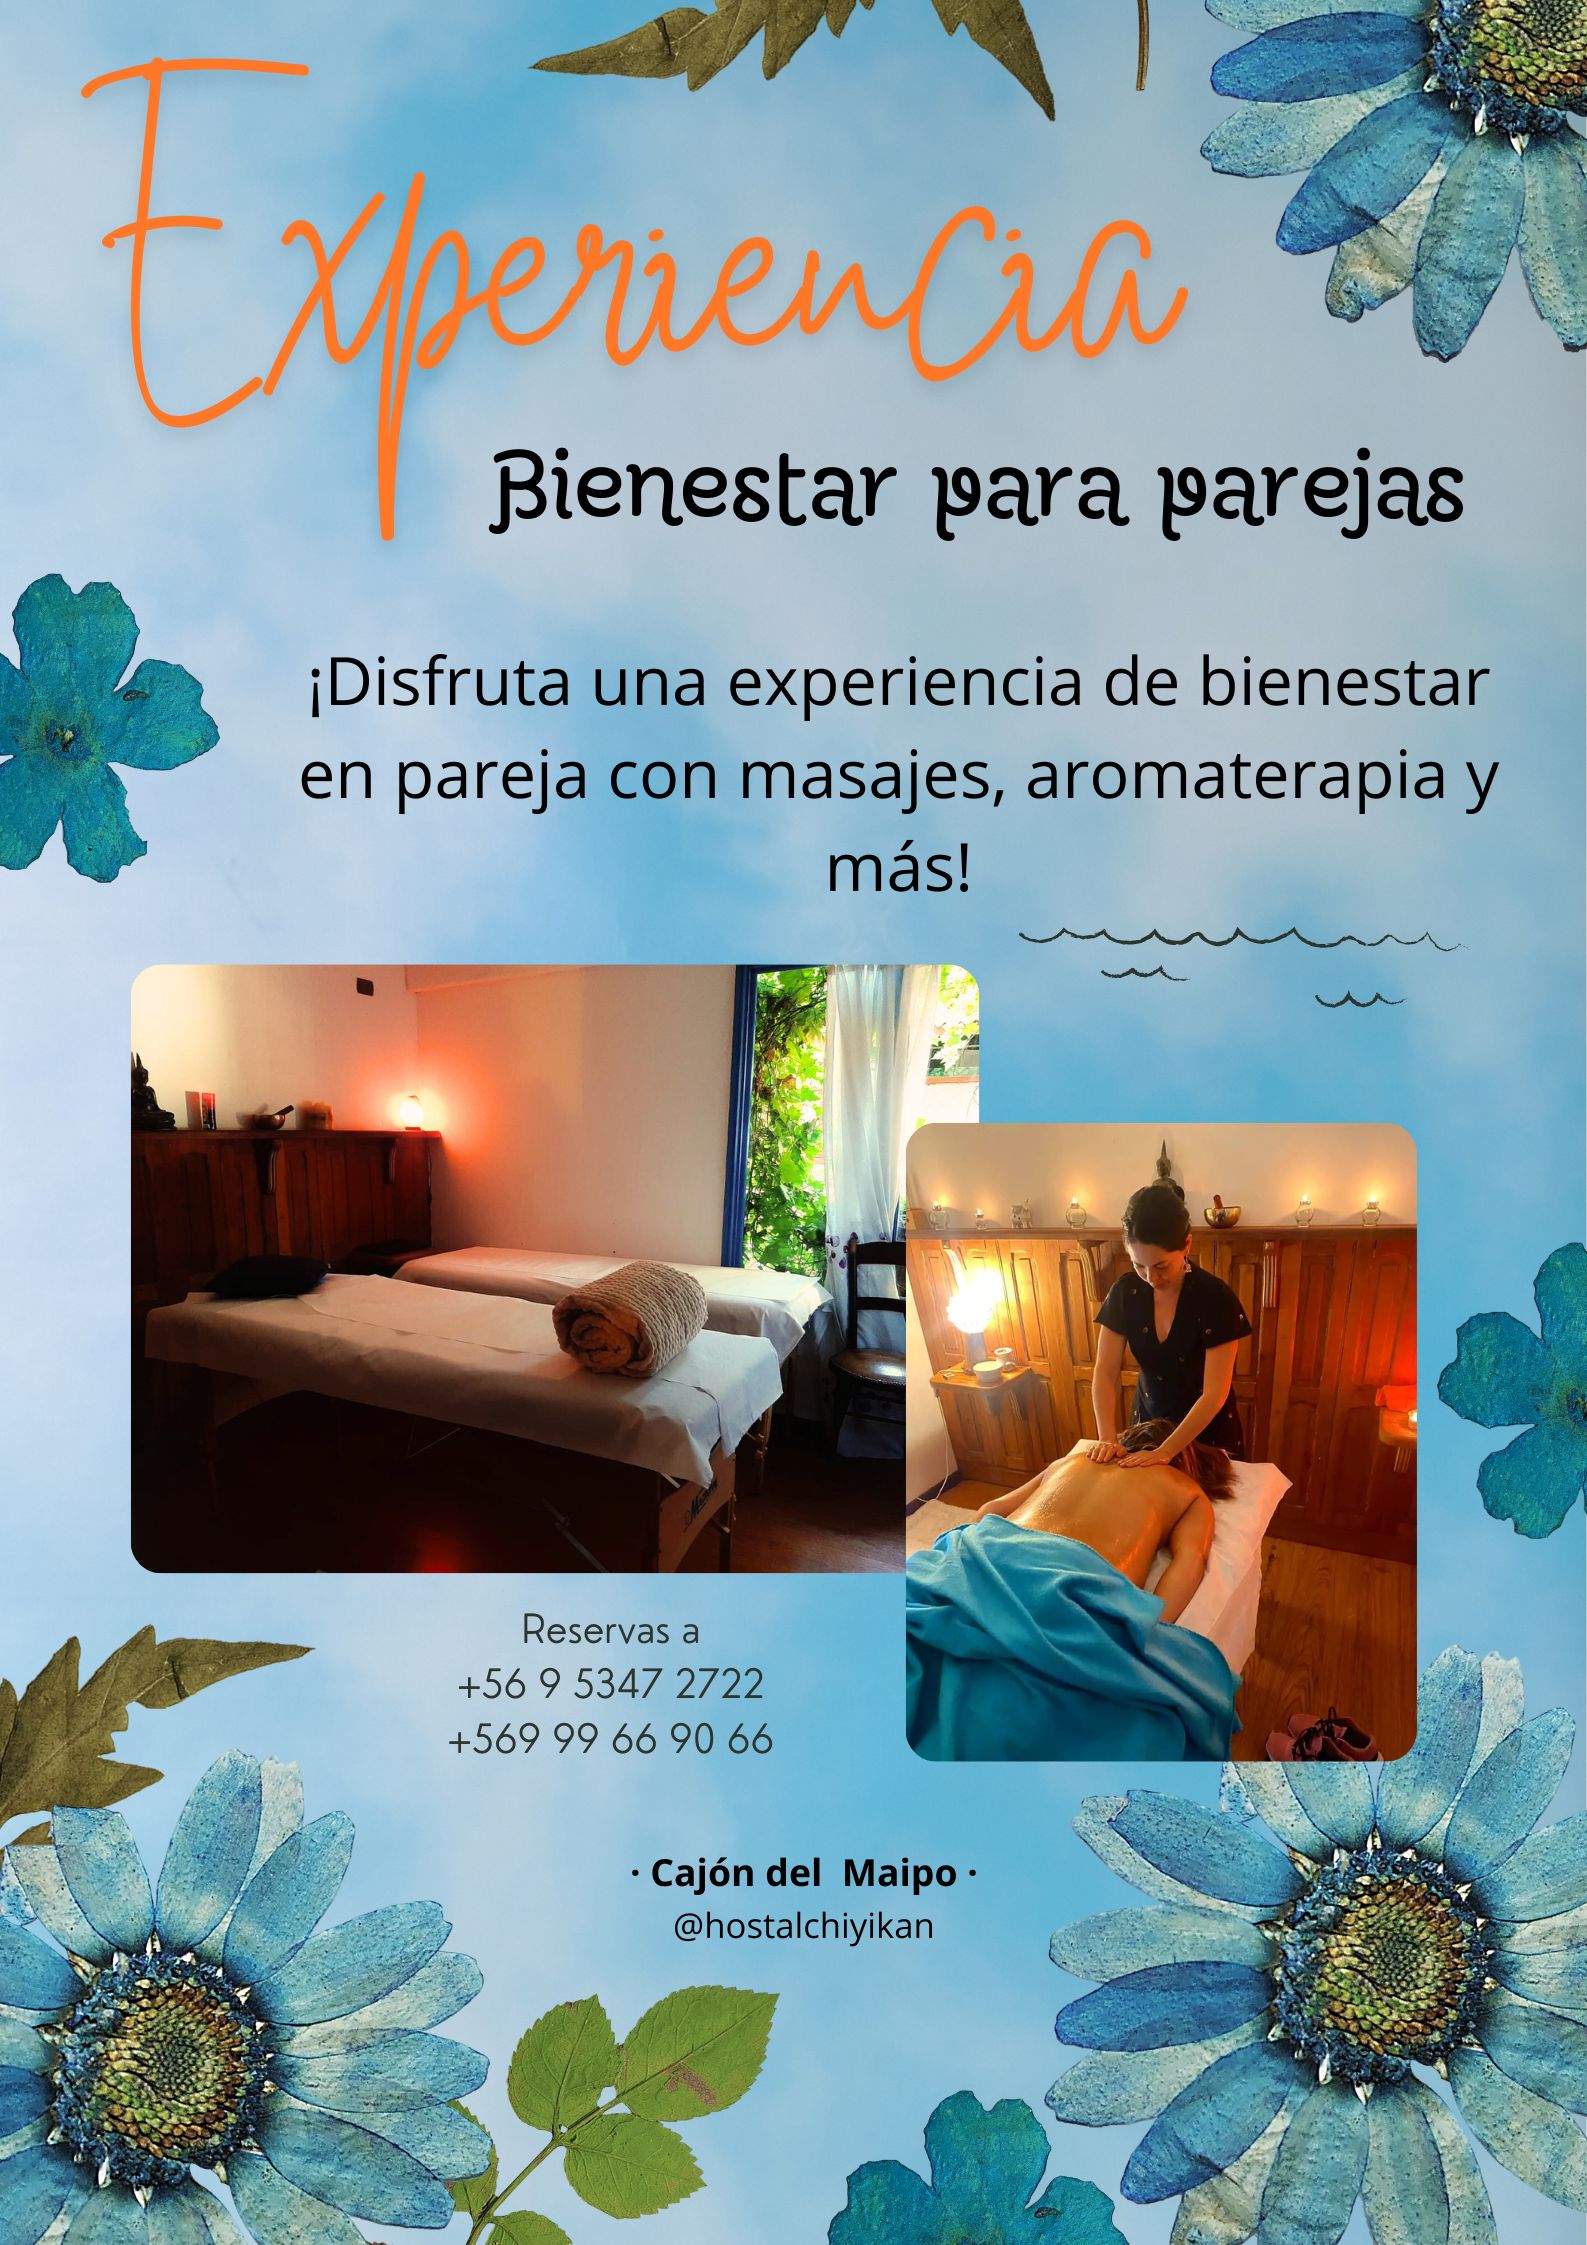 Experiencia
Bienestar para parejas
¡Disfruta una experiencia de bienestar
en pareja con masajes, aromaterapia y
más!
Reservas a
+56 9 5347 2722
+569 99 66 90 66
· Cajón del  Maipo ·
@hostalchiyikan